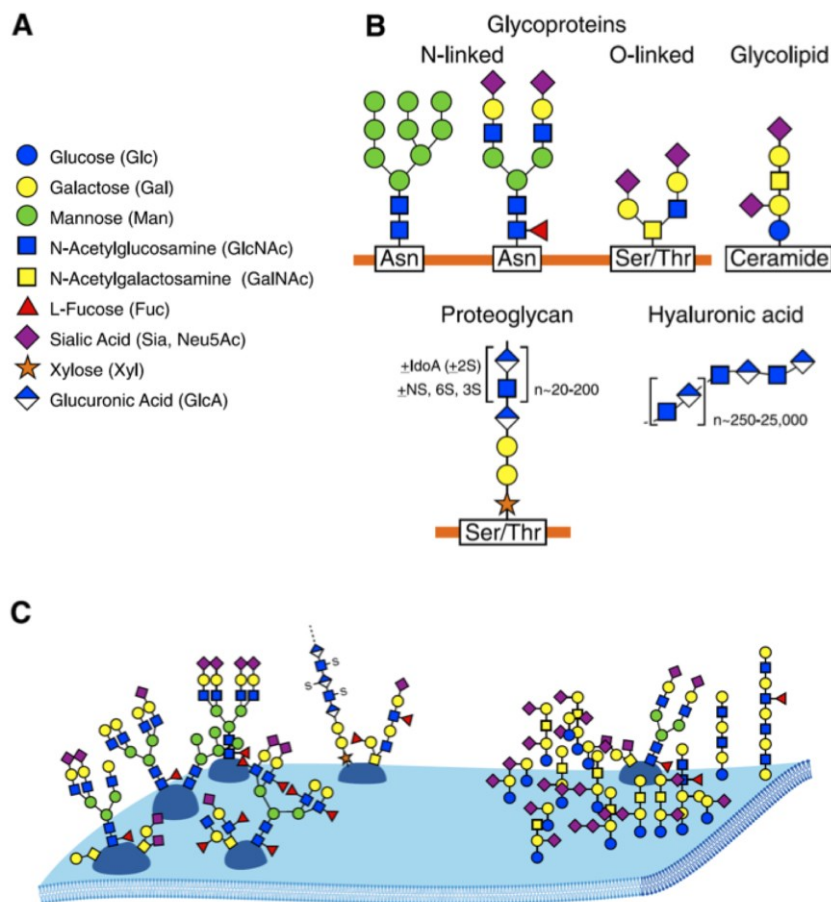 A
Glucose (Glc)
Galactose (Gal)
Mannose (Man)
N-Acetylglucosamine (GlcNAc)
N-Acetylgalactosamine (GalNAc)
L-Fucose (Fuc)
Sialic Acid (Sia, Neu5Ac)
Xylose (Xyl)
Glucuronic Acid (GlcA)
B
Glycoproteins
N-linked O-linked Glycolipid
Asn Asn Ser/Thr Ceramide
Proteoglycan Hyaluronic acid
±IdoA (±2S)
±NS, 6S, 3S n~20-200
n~250-25,000
Ser/Thr
C
S
S
S